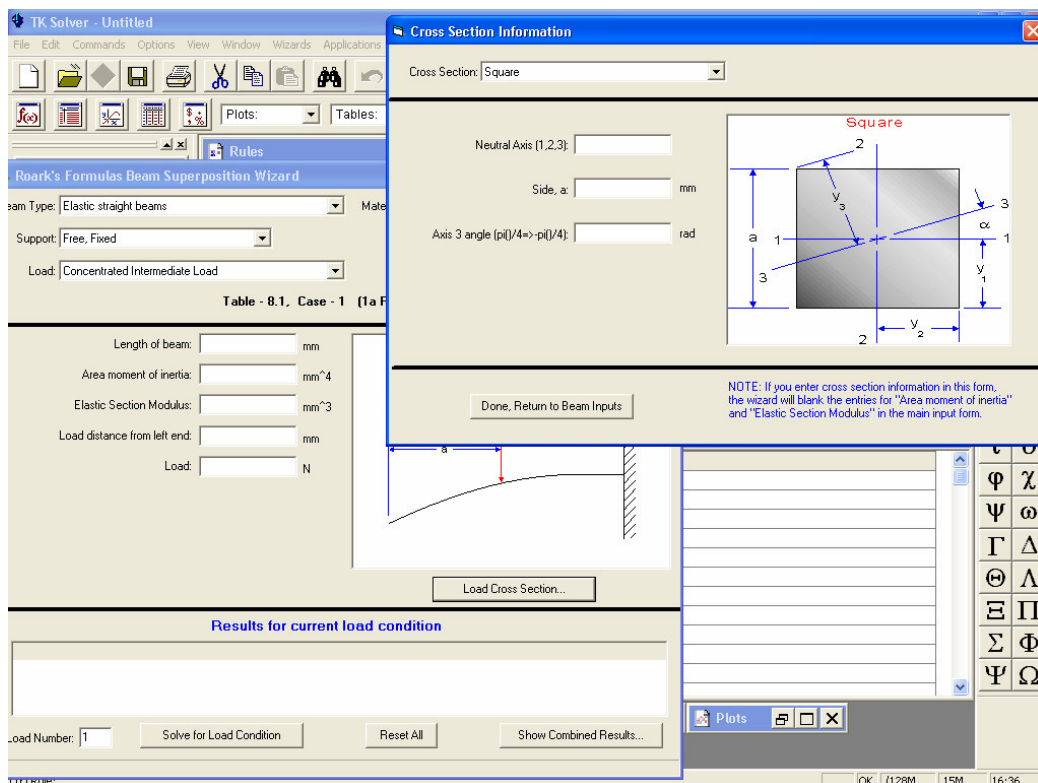 TK Solver - Untitled
File Edit Commands Options View Window Wizards Applications
Plots:
Tables:
Rules
Roark's Formulas Beam Superposition Wizard
Beam Type: Elastic straight beams
Support: Free, Fixed
Load: Concentrated Intermediate Load
Table - 8.1, Case - 1 (1a
Length of beam: mm
Area moment of inertia: mm^4
Elastic Section Modulus: mm^3
Load distance from left end: mm
Load: N
a
Load Cross Section...
Results for current load condition
Load Number: 1
Solve for Load Condition
Reset All
Show Combined Results...
Cross Section Information
Cross Section: Square
Neutral Axis (1,2,3):
Side, a: mm
Axis 3 angle (pi()/4=>-pi()/4): rad
Square
2
y3
3
a
α
1
1
3
y1
y2
2
Done, Return to Beam Inputs
NOTE: If you enter cross section information in this form,
the wizard will blank the entries for "Area moment of inertia"
and "Elastic Section Modulus" in the main input form.
φ χ
Ψ ω
Γ Δ
Θ Λ
Ξ Π
Σ Φ
Ψ Ω
Plots
OK (128M 15M 16:36